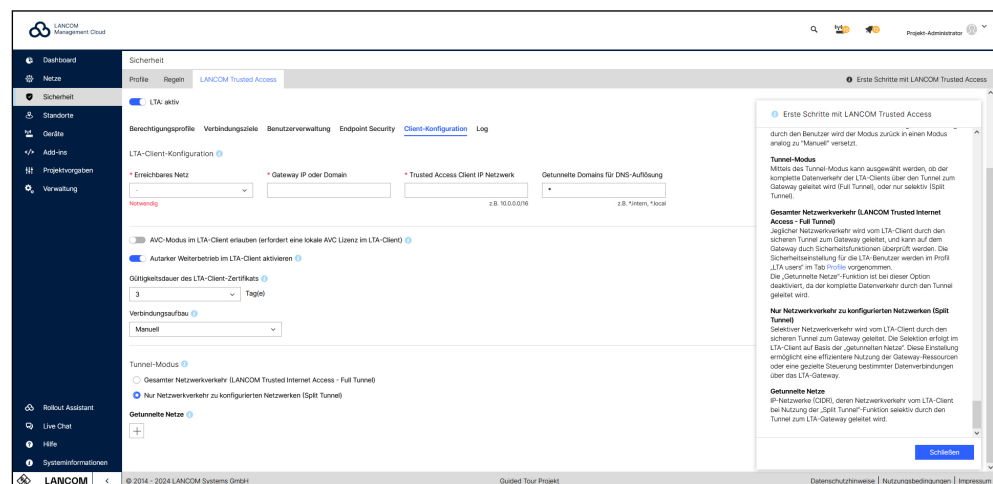 LANCOM
Management Cloud
Projekt-Administrator
Dashboard
Netze
Sicherheit
Standorte
Geräte
Add-ins
Projektvorgaben
Verwaltung
Rollout Assistant
Live Chat
Hilfe
Systeminformationen
LANCOM
Sicherheit
Profile Regeln LANCOM Trusted Access
Erste Schritte mit LANCOM Trusted Access
LTA: aktiv
Berechtigungsprofile Verbindungsziele Benutzerverwaltung Endpoint Security Client-Konfiguration Log
LTA-Client-Konfiguration
* Erreichbares Netz * Gateway IP oder Domain * Trusted Access Client IP Netzwerk Getunnelte Domains für DNS-Auflösung
- *
Notwendig z.B. 10.0.0.0/16 z.B. *.intern, *.local
AVC-Modus im LTA-Client erlauben (erfordert eine lokale AVC Lizenz im LTA-Client)
Autarker Weiterbetrieb im LTA-Client aktivieren
Gültigkeitsdauer des LTA-Client-Zertifikats
3 Tag(e)
Verbindungsaufbau
Manuell
Tunnel-Modus
Gesamter Netzwerkverkehr (LANCOM Trusted Internet Access - Full Tunnel)
Nur Netzwerkverkehr zu konfigurierten Netzwerken (Split Tunnel)
Getunnelte Netze
Erste Schritte mit LANCOM Trusted Access
durch den Benutzer wird der Modus zurück in einen Modus
analog zu "Manuell" versetzt.
Tunnel-Modus
Mittels des Tunnel-Modus kann ausgewählt werden, ob der
komplette Datenverkehr der LTA-Clients über den Tunnel zum
Gateway geleitet wird (Full Tunnel), oder nur selektiv (Split
Tunnel).
Gesamter Netzwerkverkehr (LANCOM Trusted Internet
Access - Full Tunnel)
Jeglicher Netzwerkverkehr wird vom LTA-Client durch den
sicheren Tunnel zum Gateway geleitet, und kann auf dem
Gateway duch Sicherheitsfunktionen überprüft werden. Die
Sicherheitseinstellung für die LTA-Benutzer werden im Profil
„LTA users" im Tab Profile vorgenommen.
Die „Getunnelte Netze"-Funktion ist bei dieser Option
deaktiviert, da der komplette Datenverkehr durch den Tunnel
geleitet wird.
Nur Netzwerkverkehr zu konfigurierten Netzwerken (Split
Tunnel)
Selektiver Netzwerkverkehr wird vom LTA-Client durch den
sicheren Tunnel zum Gateway geleitet. Die Selektion erfolgt im
LTA-Client auf Basis der „getunnelten Netze". Diese Einstellung
ermöglicht eine effizientere Nutzung der Gateway-Ressourcen
oder eine gezielte Steuerung bestimmter Datenverbindungen
über das LTA-Gateway.
Getunnelte Netze
IP-Netzwerke (CIDR), deren Netzwerkverkehr vom LTA-Client
bei Nutzung der „Split Tunnel"-Funktion selektiv durch den
Tunnel zum LTA-Gateway geleitet wird.
Schließen
© 2014 - 2024 LANCOM Systems GmbH Guided Tour Projekt Datenschutzhinweise | Nutzungsbedingungen | Impressum